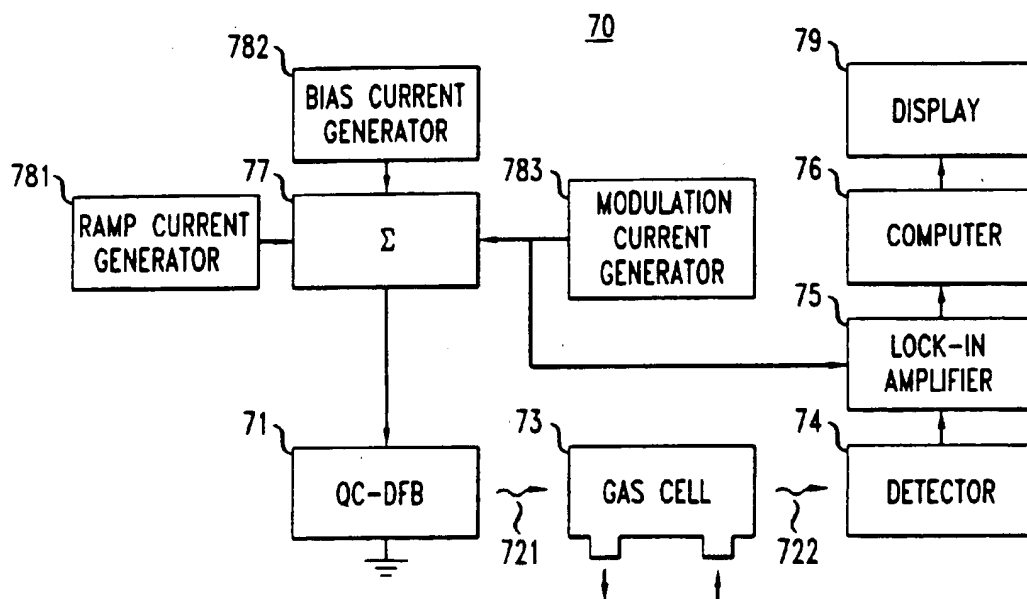 70
782
BIAS CURRENT
GENERATOR
79
DISPLAY
781
RAMP CURRENT
GENERATOR
77
Σ
783
MODULATION
CURRENT
GENERATOR
76
COMPUTER
75
LOCK-IN
AMPLIFIER
71
QC-DFB
721
73
GAS CELL
722
74
DETECTOR